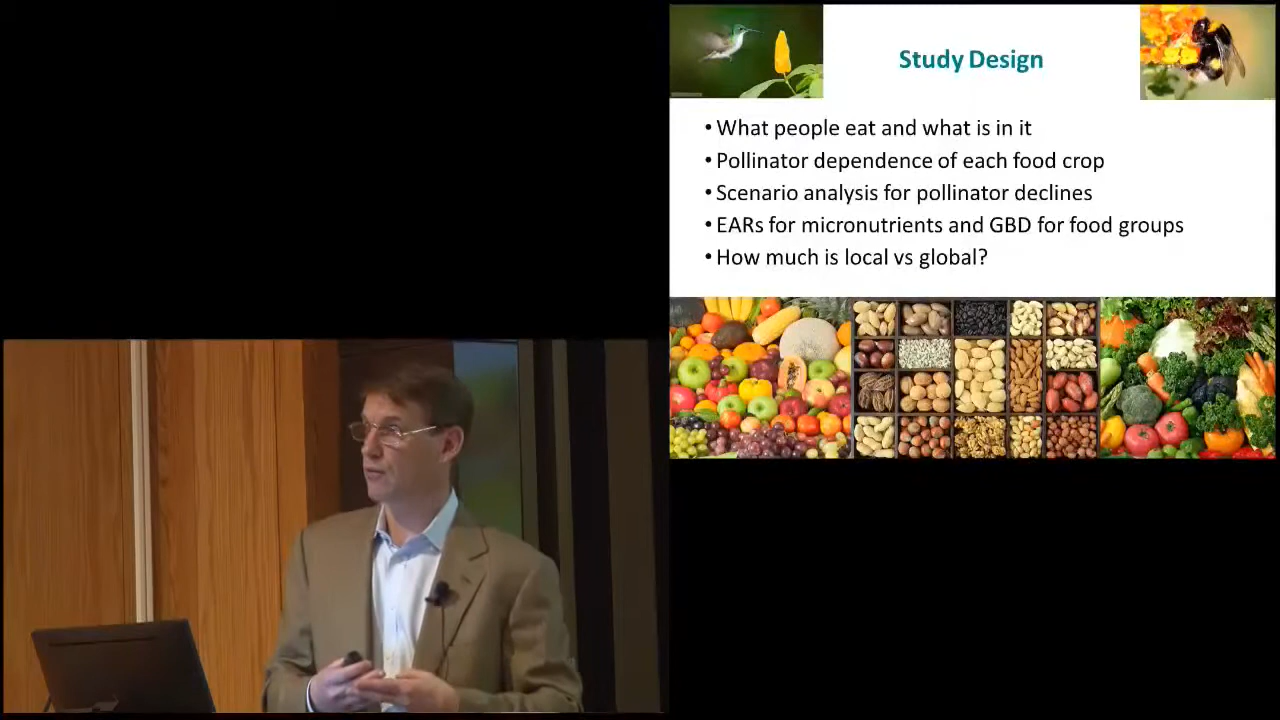 Study Design
• What people eat and what is in it
• Pollinator dependence of each food crop
• Scenario analysis for pollinator declines
• EARs for micronutrients and GBD for food groups
• How much is local vs global?